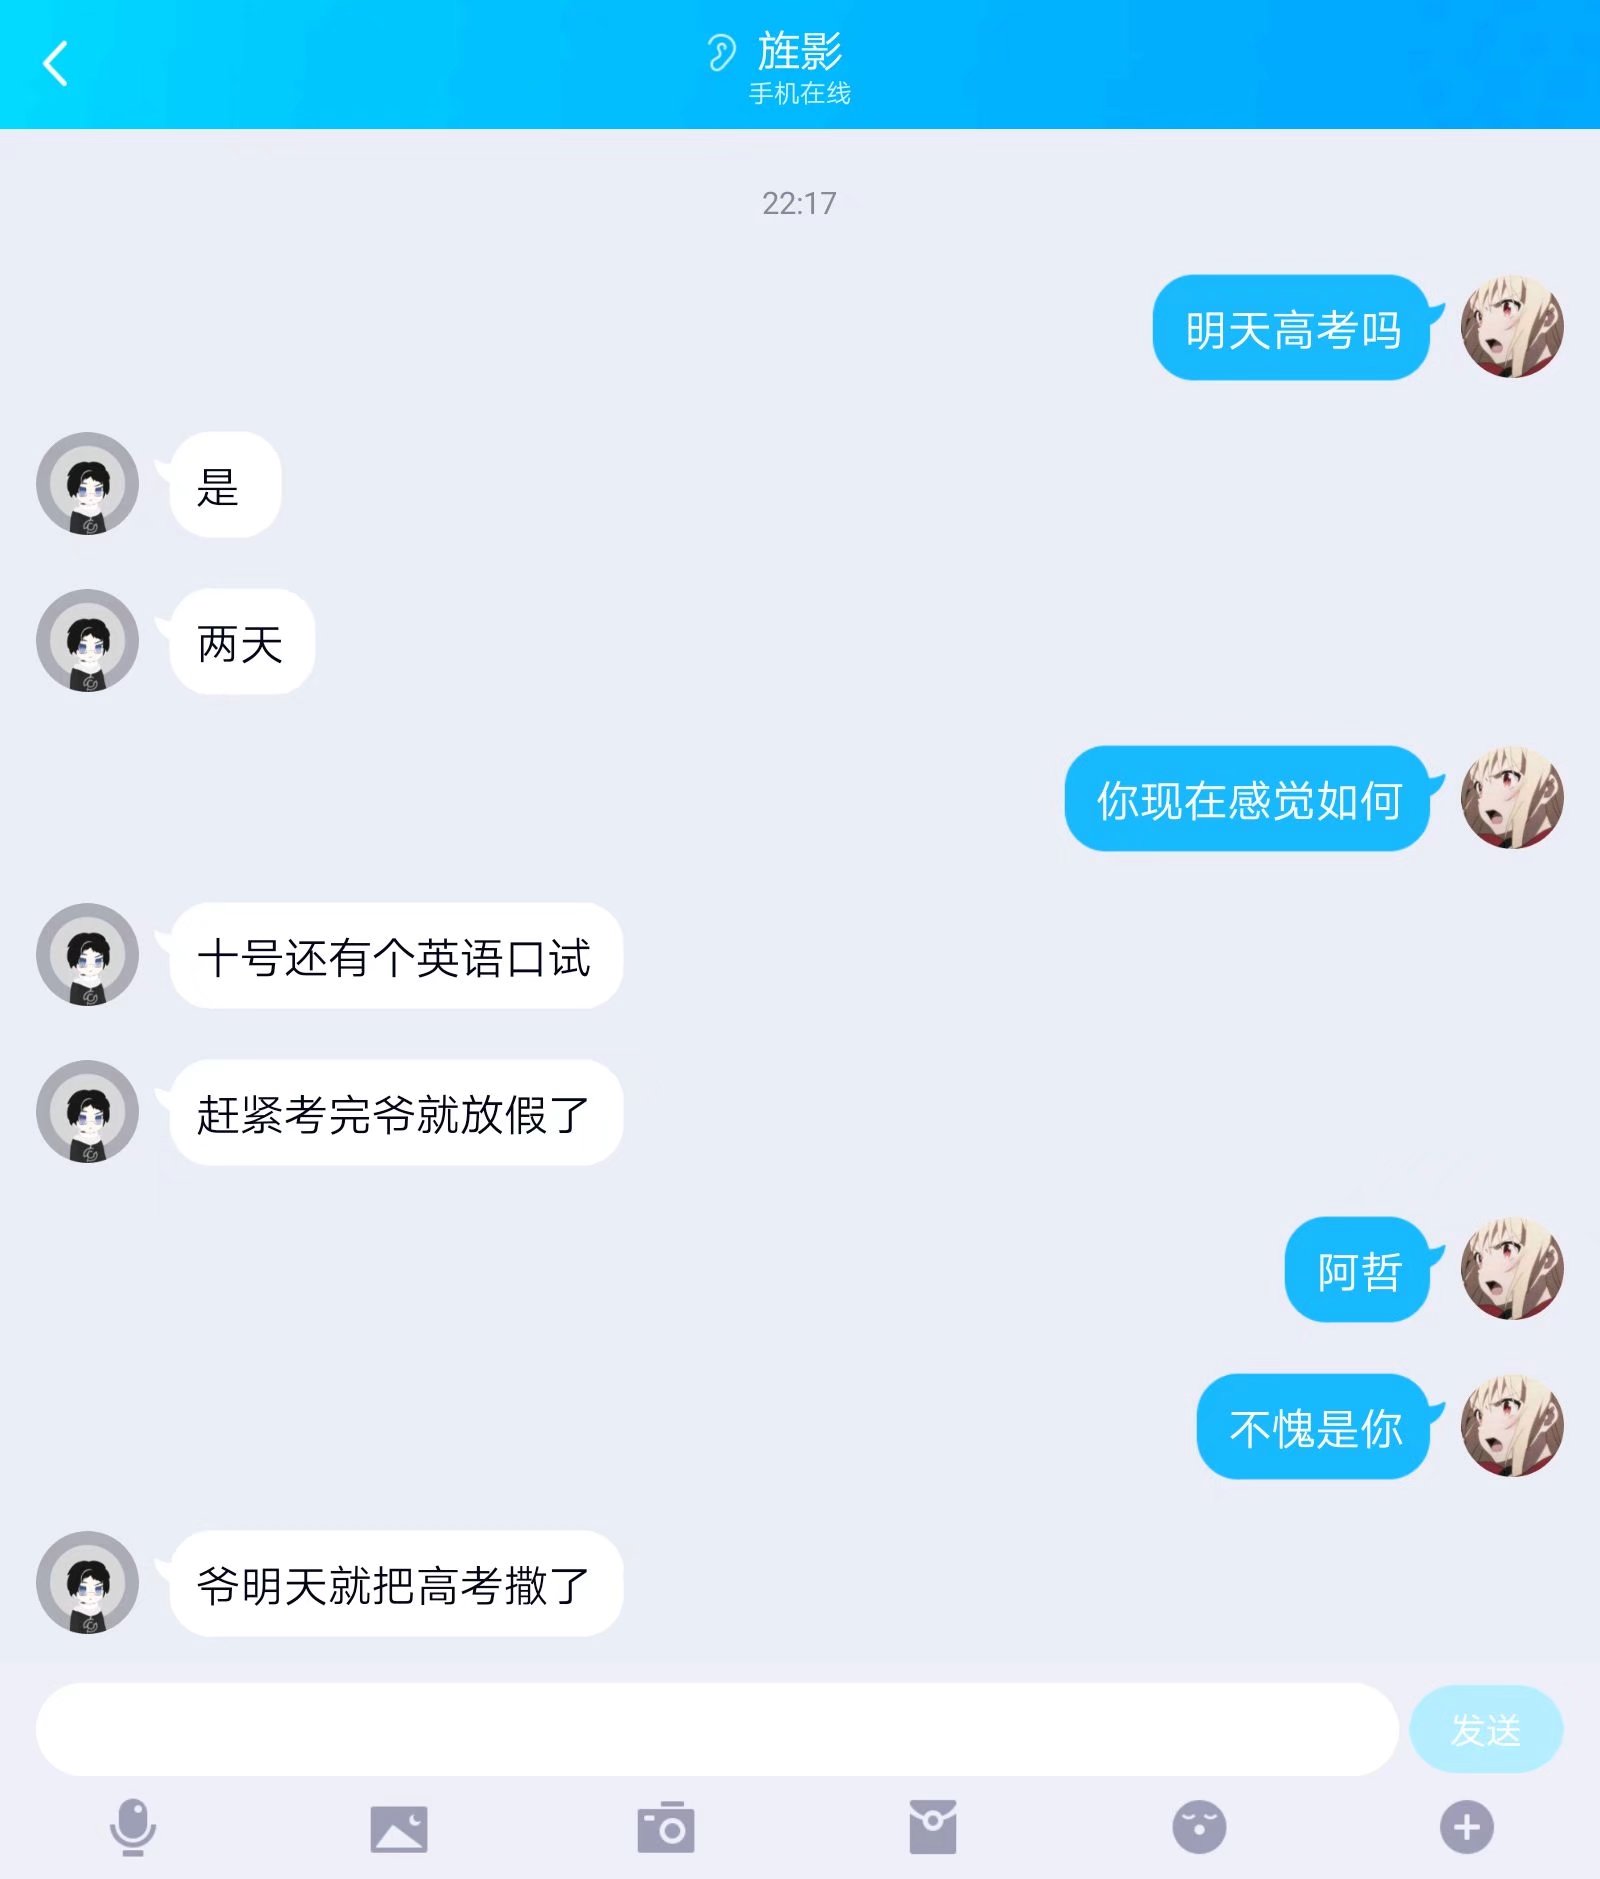 旌影
手机在线
22:17
明天高考吗
是
两天
你现在感觉如何
十号还有个英语口试
赶紧考完爷就放假了
阿哲
不愧是你
爷明天就把高考撒了
发送